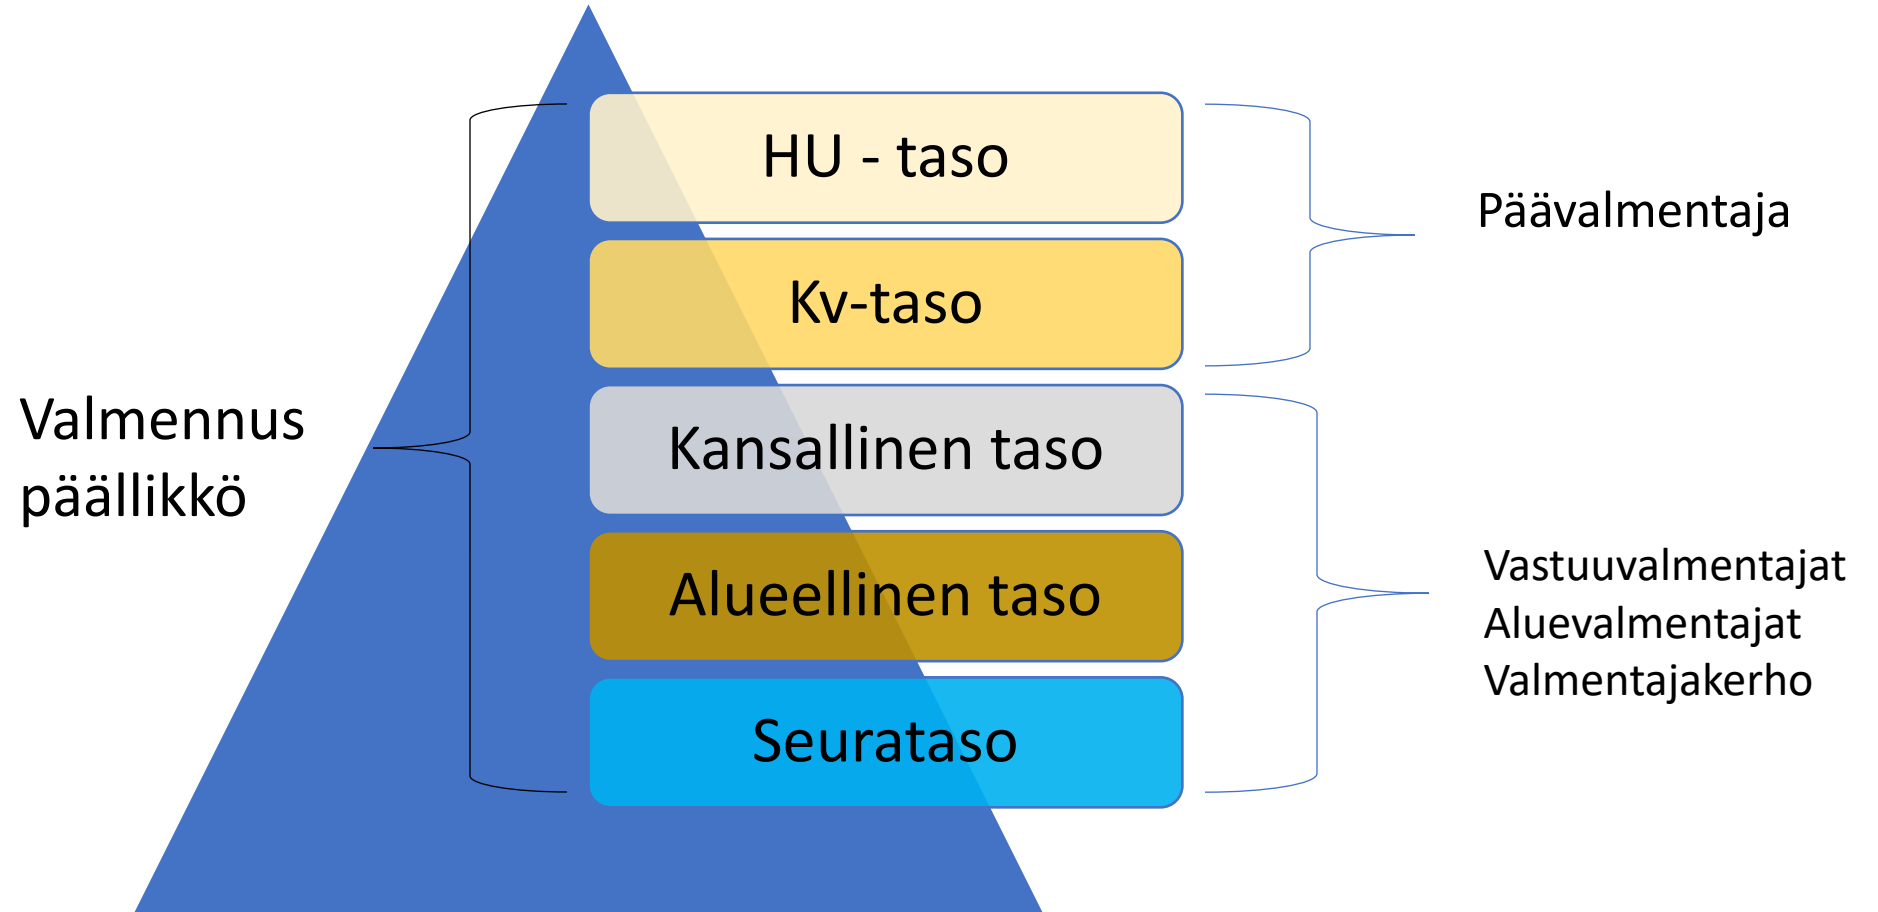 Valmennus
päällikkö
HU - taso
Kv-taso
Kansallinen taso
Alueellinen taso
Seurataso
Päävalmentaja
Vastuuvalmentajat
Aluevalmentajat
Valmentajakerho